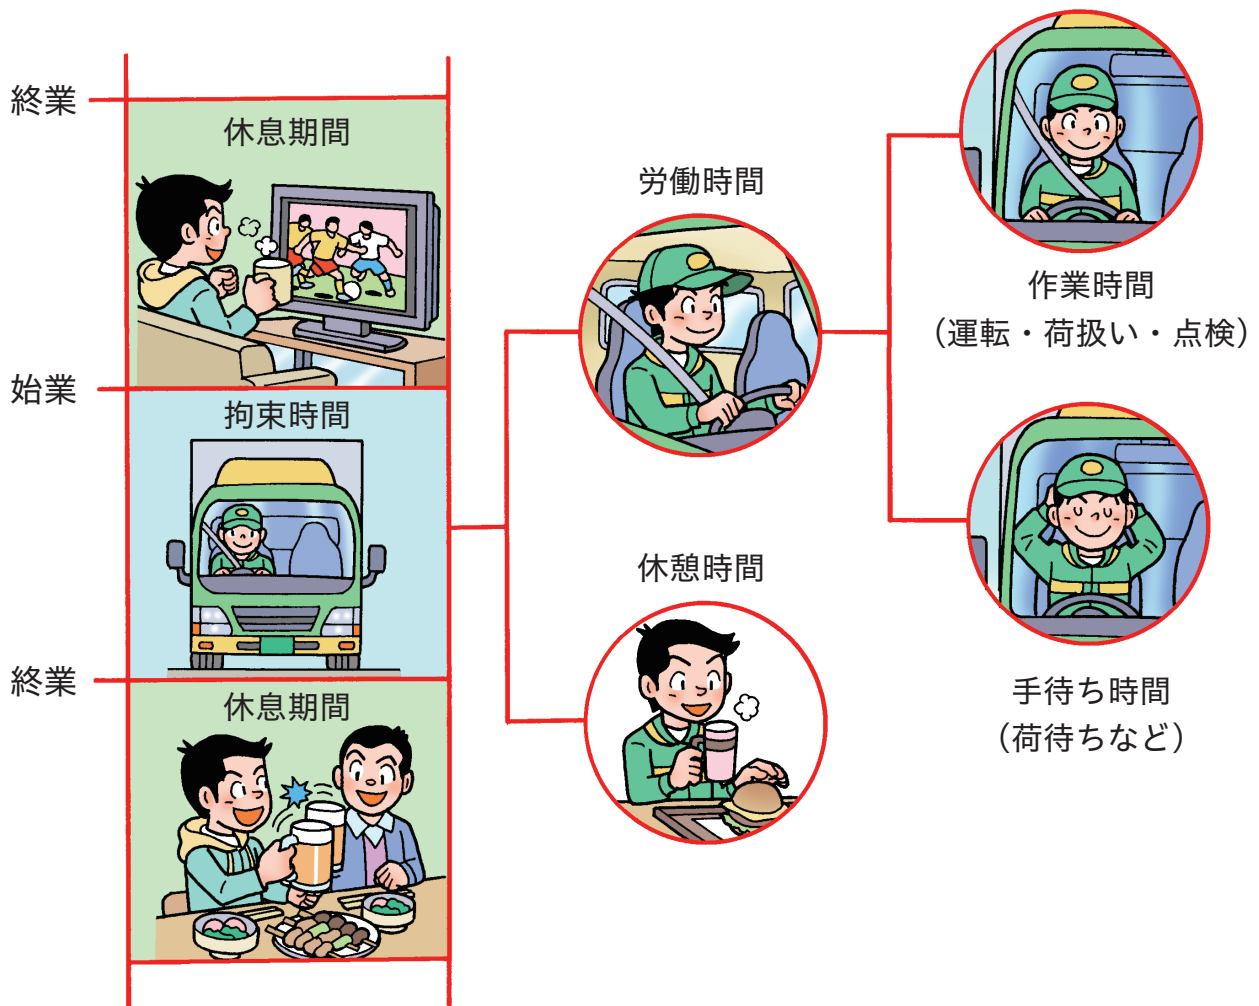 終業
休息期間
始業
拘束時間
終業
休息期間
労働時間
休憩時間
作業時間
（運転・荷扱い・点検）
手待ち時間
（荷待ちなど）